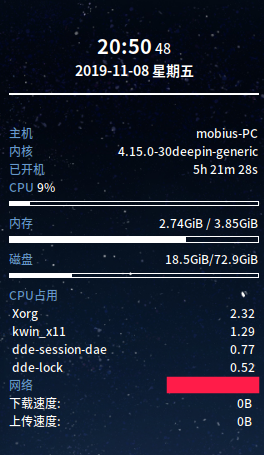 20:50 48
2019-11-08 星期五
主机 mobius-PC
内核 4.15.0-30deepin-generic
已开机 5h 21m 28s
CPU 9%
内存 2.74GiB / 3.85GiB
磁盘 18.5GiB/72.9GiB
CPU占用
Xorg 2.32
kwin_x11 1.29
dde-session-dae 0.77
dde-lock 0.52
网络
下载速度: 0B
上传速度: 0B